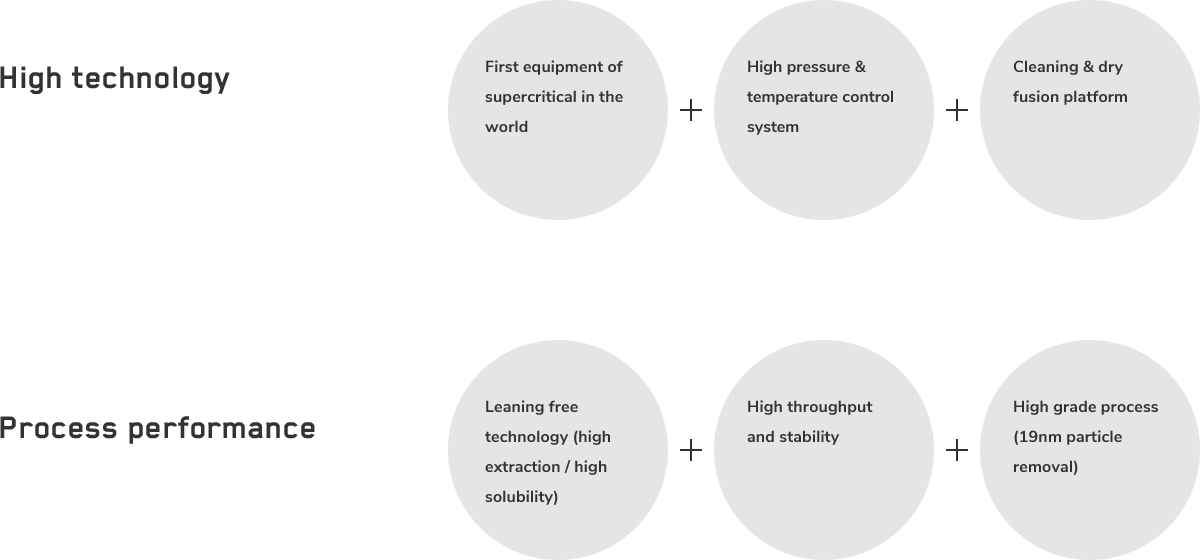 High technology
First equipment of
supercritical in the
world
+
High pressure &
temperature control
system
+
Cleaning & dry
fusion platform
Process performance
Leaning free
technology (high
extraction / high
solubility)
+
High throughput
and stability
+
High grade process
(19nm particle
removal)